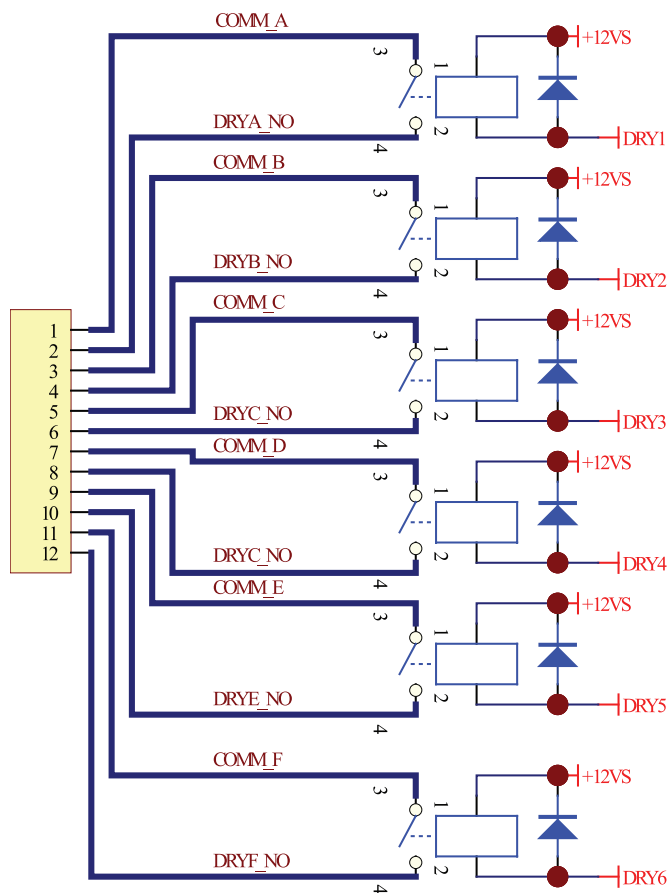 COMM_A
3
1
+12VS
DRYA_NO
4
2
DRY1
COMM_B
3
1
+12VS
DRYB_NO
4
2
DRY2
COMM_C
3
1
+12VS
DRYC_NO
4
2
DRY3
COMM_D
3
1
+12VS
DRYC_NO
4
2
DRY4
COMM_E
3
1
+12VS
DRYE_NO
4
2
DRY5
COMM_F
3
1
+12VS
DRYF_NO
4
2
DRY6
1
2
3
4
5
6
7
8
9
10
11
12